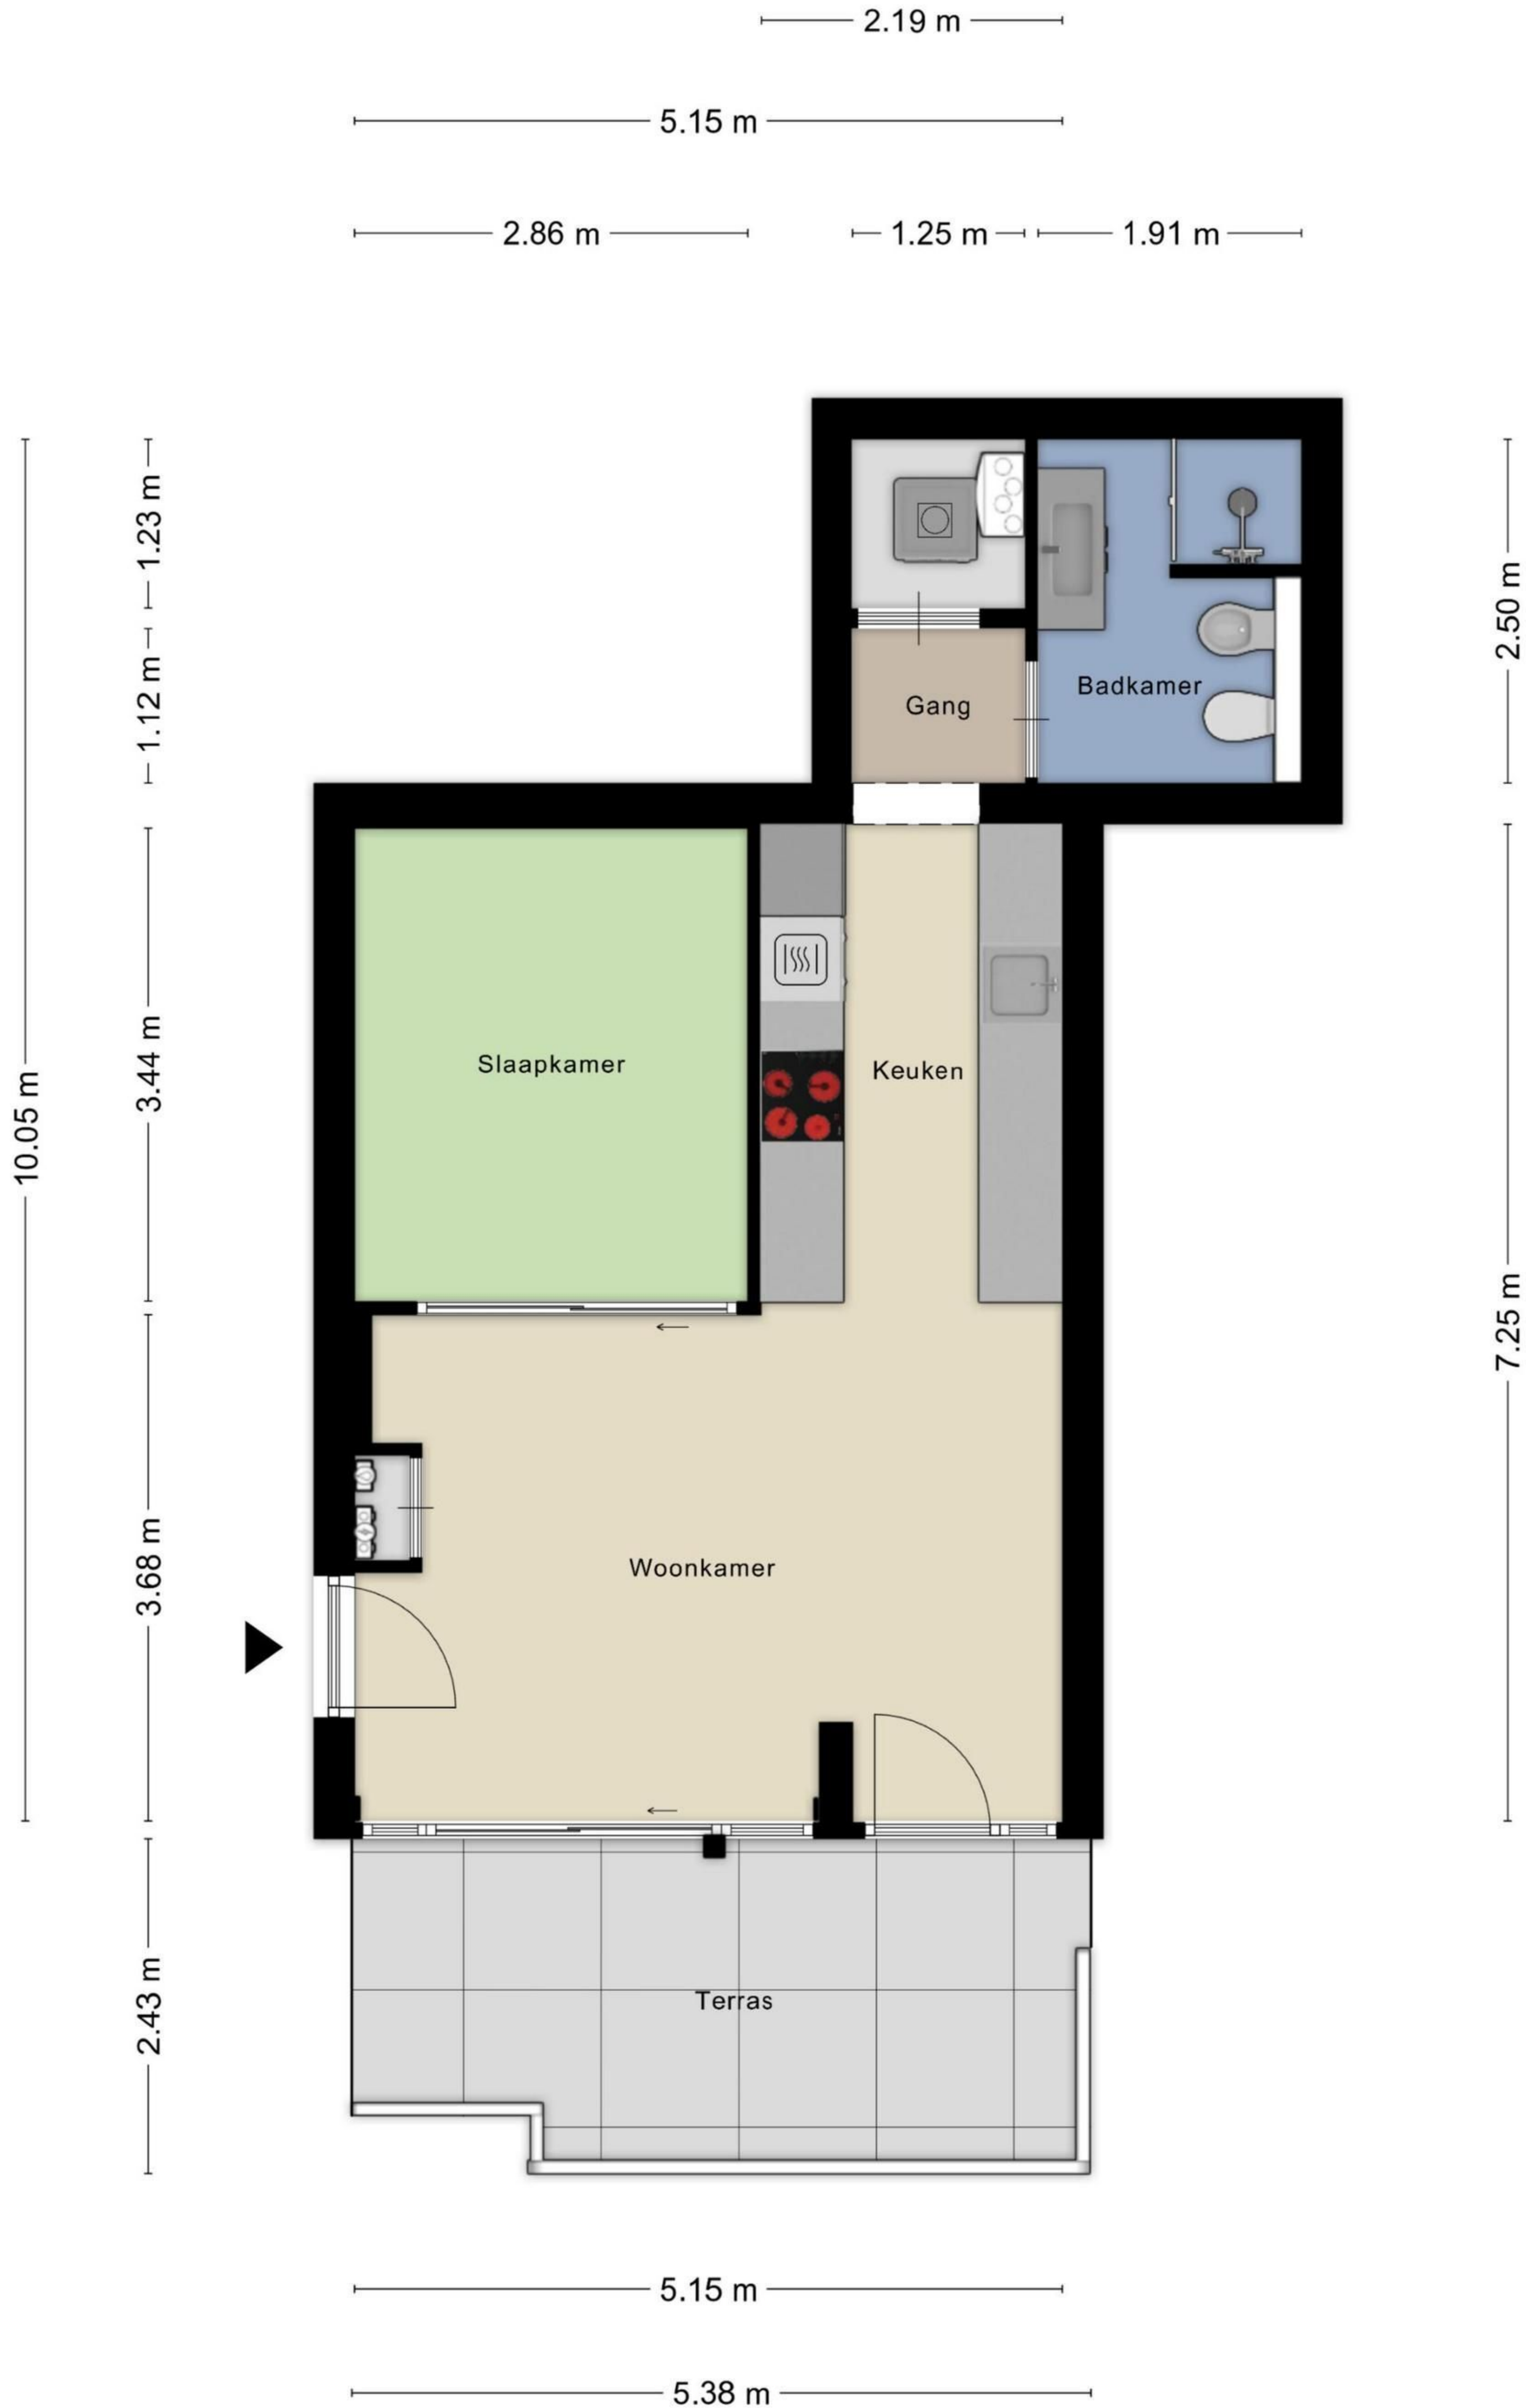 2.19 m
5.15 m
2.86 m
1.25 m
1.91 m
1.23 m
2.50 m
1.12 m
Badkamer
Gang
3.44 m
Slaapkamer
Keuken
10.05 m
7.25 m
3.68 m
Woonkamer
2.43 m
Terras
5.15 m
5.38 m